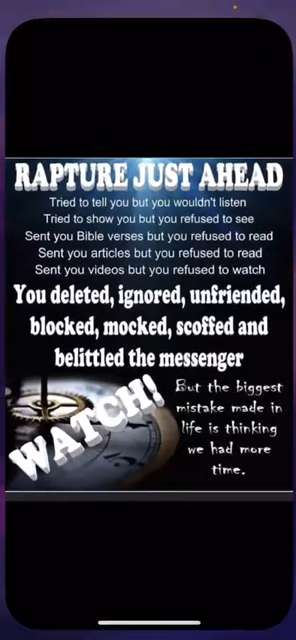 RAPTURE JUST AHEAD
Tried to tell you but you wouldn't listen
Tried to show you but you refused to see
Sent you Bible verses but you refused to read
Sent you articles but you refused to read
Sent you videos but you refused to watch
You deleted, ignored, unfriended,
blocked, mocked, scoffed and
belittled the messenger
WATCH!
But the biggest
mistake made in
life is thinking
we had more
time.